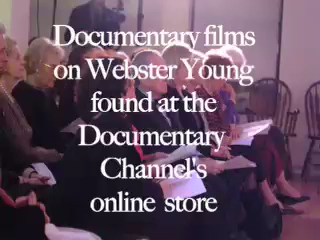 Documentary films
on Webster Young
found at the
Documentary
Channel's
online store